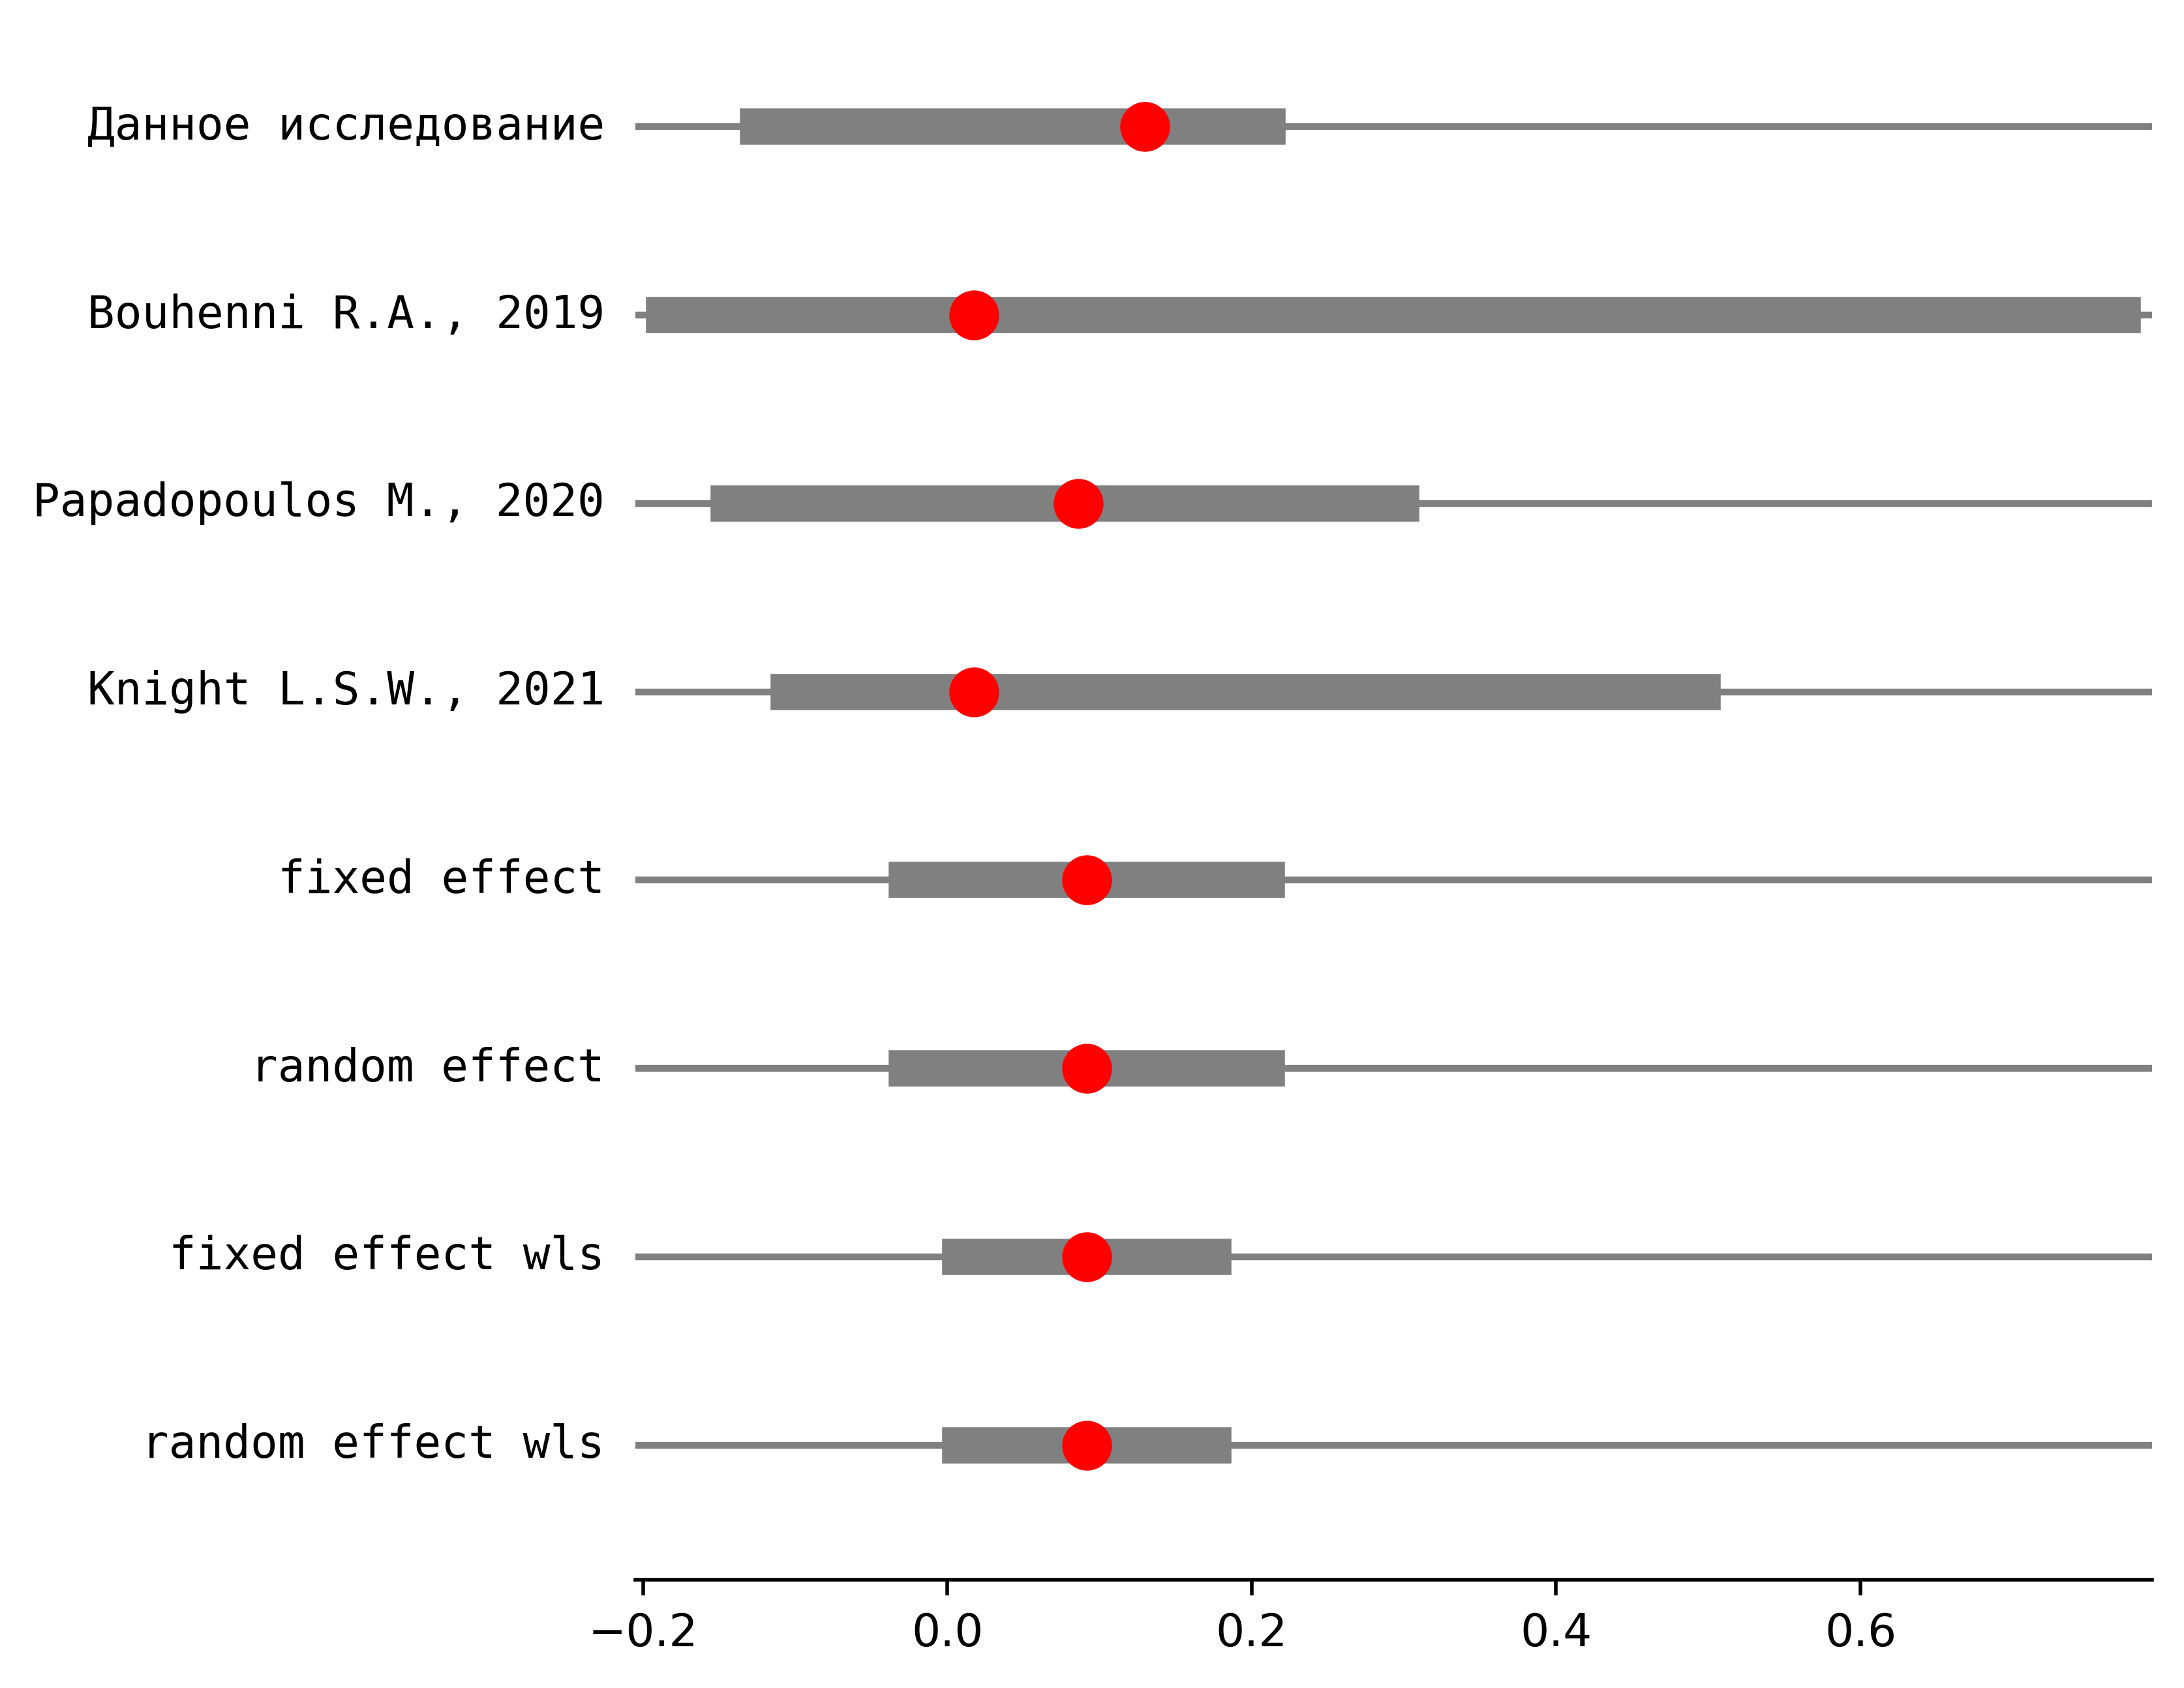 Данное исследование
Bouhenni R.A., 2019
Papadopoulos M., 2020
Knight L.S.W., 2021
fixed effect
random effect
fixed effect wls
random effect wls
−0.2 0.0 0.2 0.4 0.6